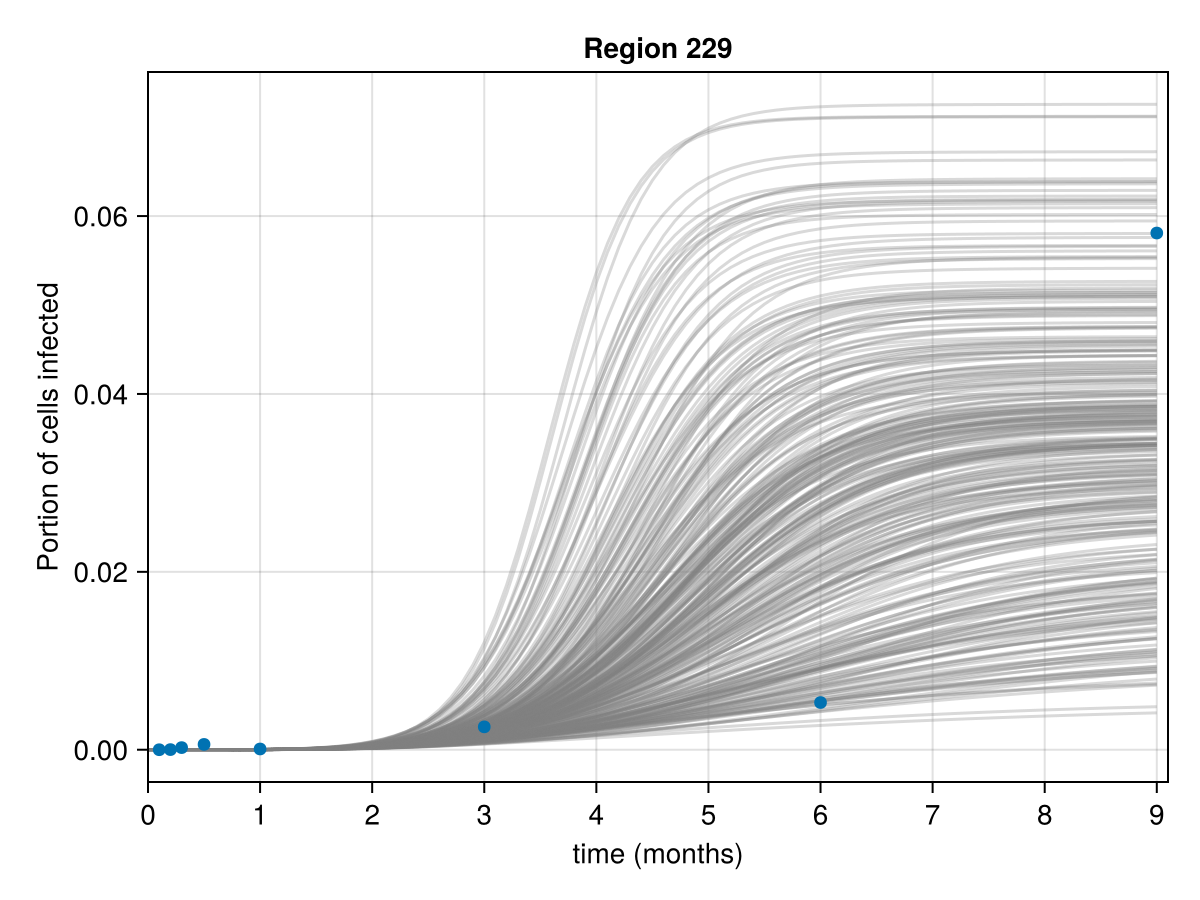 Region 229
Portion of cells infected
0.06
0.04
0.02
0.00
0 1 2 3 4 5 6 7 8 9
time (months)